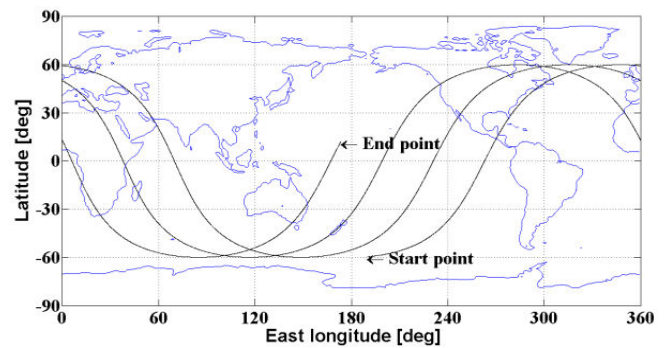 90
60
30
0
-30
-60
-90
Latitude [deg]
← End point
← Start point
0 60 120 180 240 300 360
East longitude [deg]